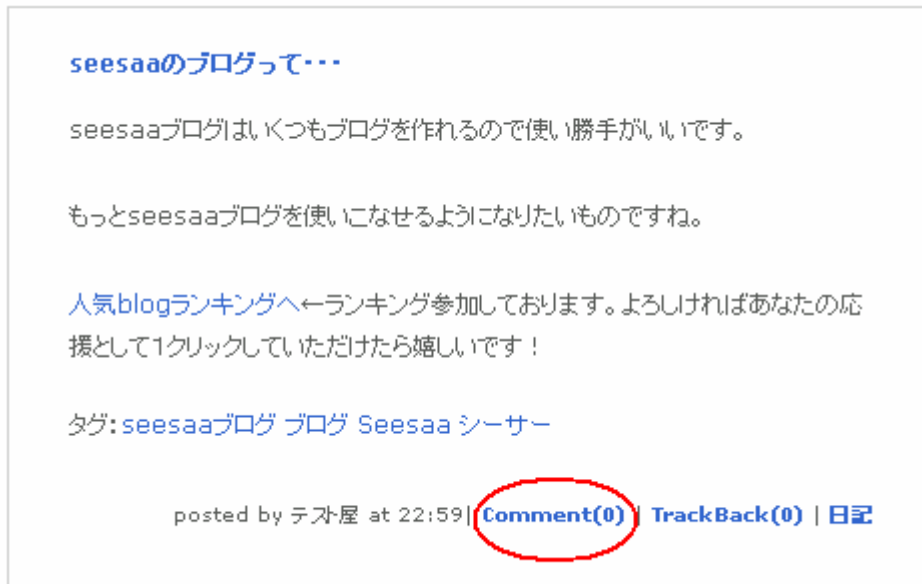 seesaaのブログって・・・
seesaaブログはいくつもブログを作れるので使い勝手がいいです。
もっとseesaaブログを使いこなせるようになりたいものですね。
人気blogランキングへ←ランキング参加しております。よろしければあなたの応
援として1クリックしていただけたら嬉しいです！
タグ:seesaaブログ ブログ Seesaa シーサー
posted by テスト屋 at 22:59| Comment(0) | TrackBack(0) | 日記